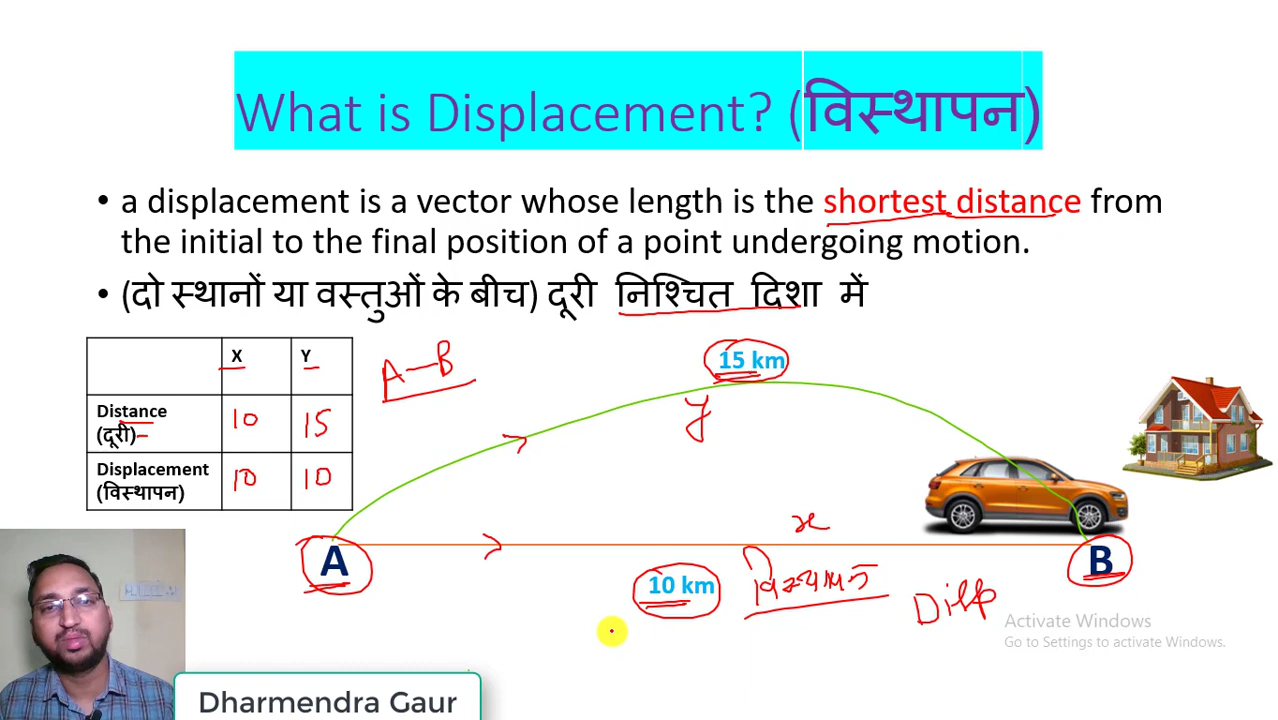 What is Displacement? (विस्थापन)
• a displacement is a vector whose length is the shortest distance from
the initial to the final position of a point undergoing motion.
• (दो स्थानों या वस्तुओं के बीच) दूरी निश्चित दिशा में
X Y
Distance
(दूरी)
10 15
Displacement
(विस्थापन)
10 10
A-B
15 km
y
x
A
B
10 km
विस्थापन
Disp
Activate Windows
Go to Settings to activate Windows.
Dharmendra Gaur